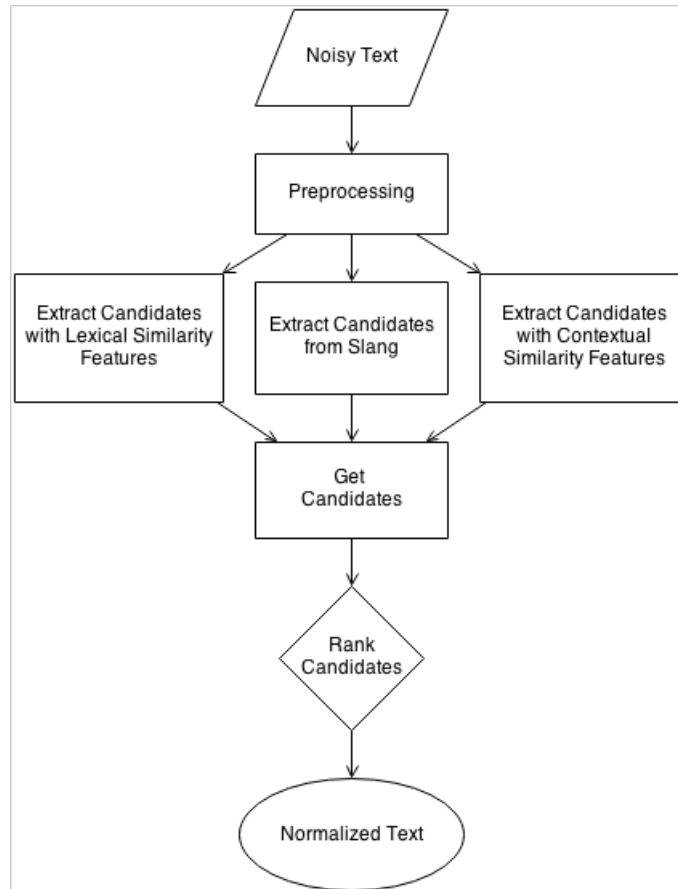 Noisy Text
Preprocessing
Extract Candidates
with Lexical Similarity
Features
Extract Candidates
from Slang
Extract Candidates
with Contextual
Similarity Features
Get
Candidates
Rank
Candidates
Normalized Text